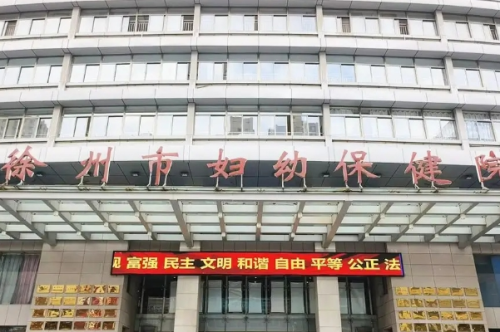 徐州市妇幼保健院
观 富强 民主 文明 和谐 自由 平等 公正 法